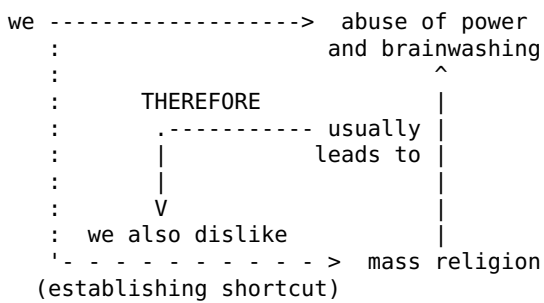 we -------------------> abuse of power
: and brainwashing
: ^
: THEREFORE |
: .----------- usually |
: | leads to |
: | |
: V |
: we also dislike |
'- - - - - - - - - - > mass religion
(establishing shortcut)